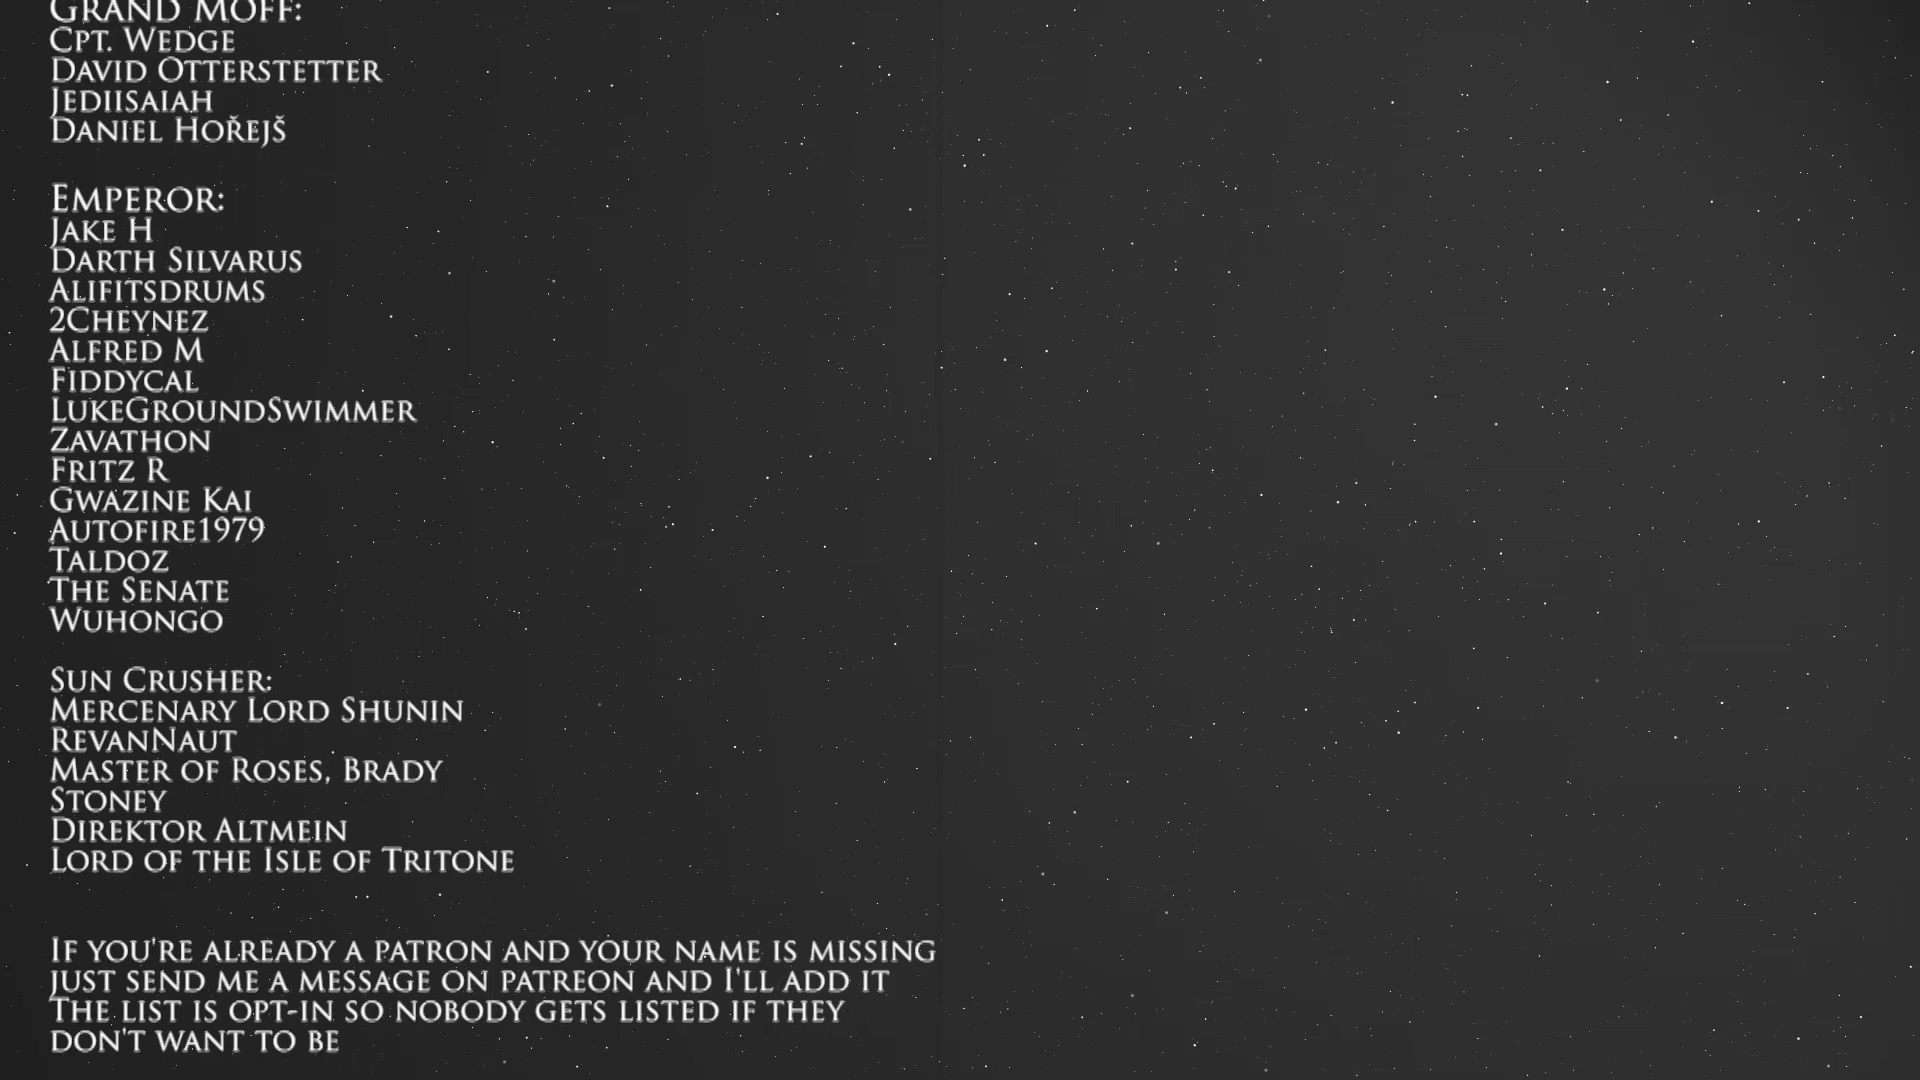 Grand Moff:
Cpt. Wedge
David Otterstetter
Jediisaiah
Daniel Hořejš
Emperor:
Jake H
Darth Silvarus
Alifitsdrums
2Cheynez
Alfred M
Fiddycal
LukeGroundSwimmer
Zavathon
Fritz R
Gwazine Kai
Autofire1979
Taldoz
The Senate
Wuhongo
Sun Crusher:
Mercenary Lord Shunin
RevanNaut
Master of Roses, Brady
Stoney
Direktor Altmein
Lord of the Isle of Tritone
If you're already a patron and your name is missing
just send me a message on patreon and I'll add it
The list is opt-in so nobody gets listed if they
don't want to be